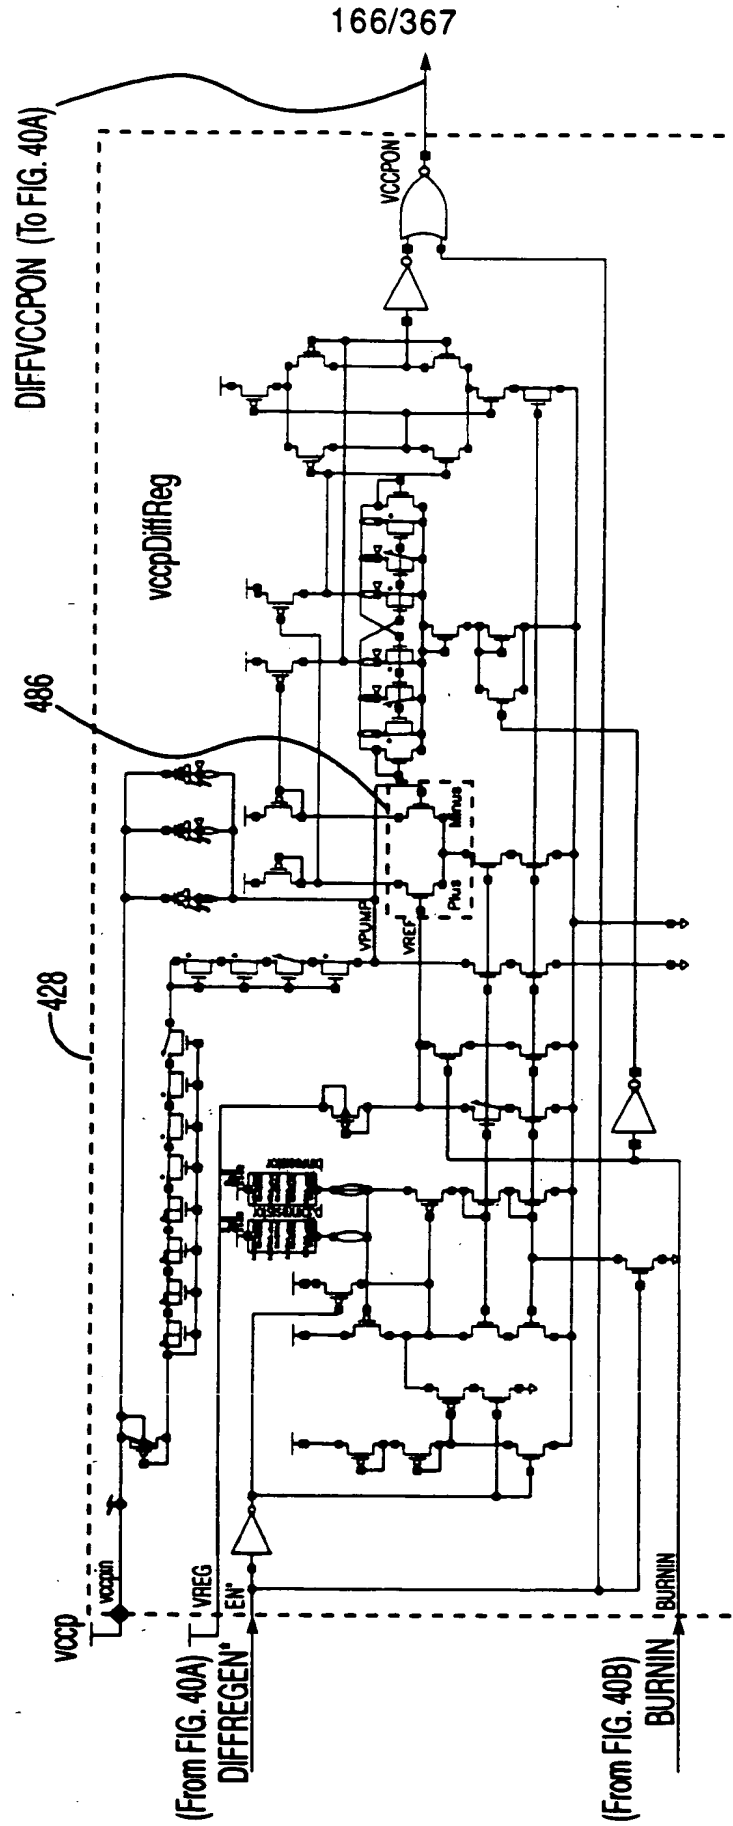 166/367
DIFFVCCPON (To FIG. 40A)
VCCPON
vccpDiffReg
486
428
Minus
Plus
VPUMP
VREF
vccp
vccpin
VREG
EN*
(From FIG. 40A)
DIFFREGEN*
BURNIN
(From FIG. 40B)
BURNIN